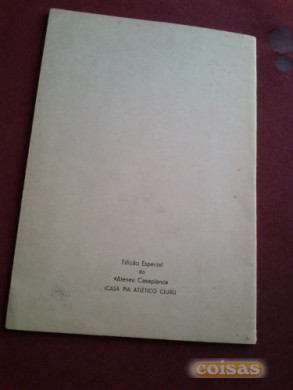 Edição Especial
do
«Ateneu Casapiano»
CASA PIA ATLÉTICO CLUBE
coisas